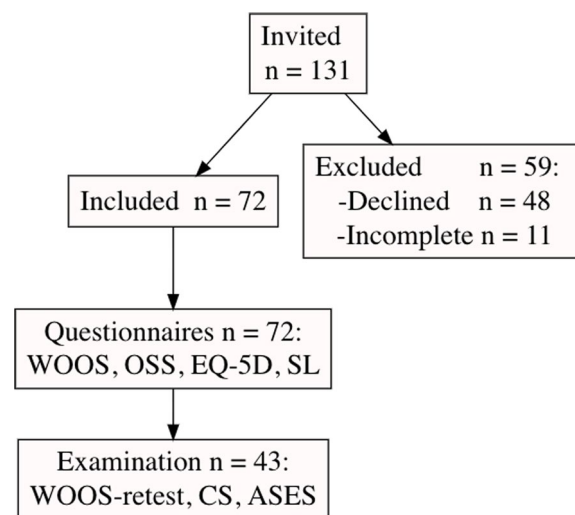 Invited
n = 131
Excluded n = 59:
-Declined n = 48
-Incomplete n = 11
Included n = 72
Questionnaires n = 72:
WOOS, OSS, EQ-5D, SL
Examination n = 43:
WOOS-retest, CS, ASES